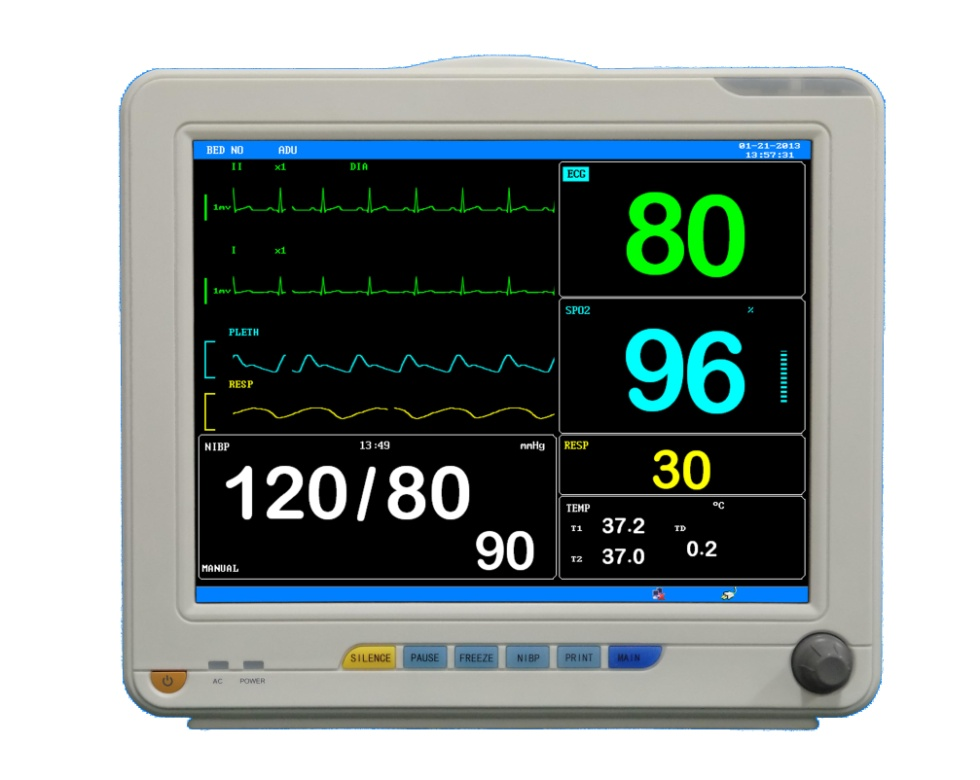 BED NO ADU 01-21-2013
13:57:31
II x1 DIA
1mv
I x1
1mv
PLETH
RESP
ECG
80
SPO2 %
96
NIBP 13:49 mmHg
120/80
90
MANUAL
RESP
30
TEMP ºC
T1 37.2 TD
T2 37.0 0.2
SILENCE PAUSE FREEZE NIBP PRINT MAIN
AC POWER